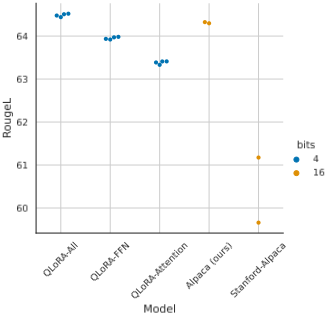 RougeL
64
63
62
61
60
QLoRA-All
QLoRA-FFN
QLoRA-Attention
Alpaca (ours)
Stanford-Alpaca
Model
bits
4
16